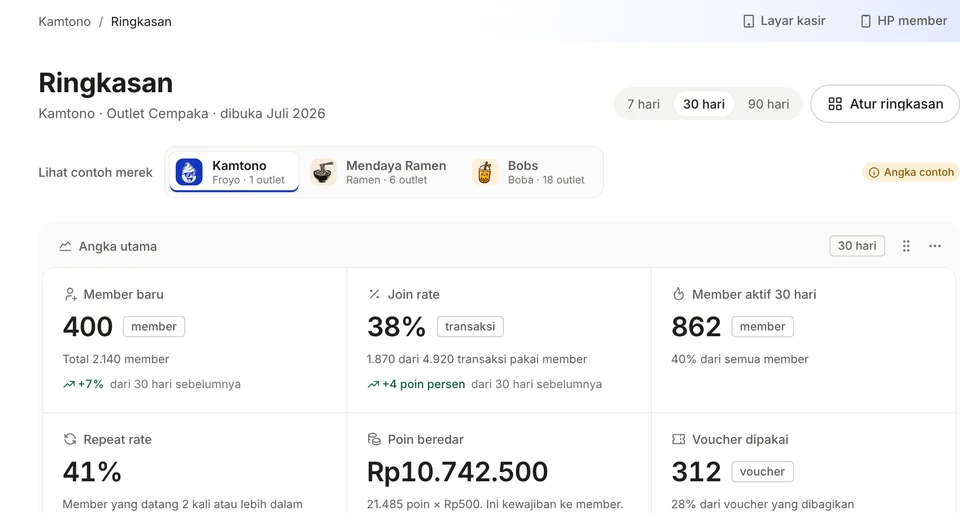 Kamtono / Ringkasan
Layar kasir
HP member
Ringkasan
Kamtono · Outlet Cempaka · dibuka Juli 2026
7 hari
30 hari
90 hari
Atur ringkasan
Lihat contoh merek
Kamtono
Froyo · 1 outlet
Mendaya Ramen
Ramen · 6 outlet
Bobs
Boba · 18 outlet
Angka contoh
Angka utama
30 hari
Member baru
400 member
Total 2.140 member
+7% dari 30 hari sebelumnya
Join rate
38% transaksi
1.870 dari 4.920 transaksi pakai member
+4 poin persen dari 30 hari sebelumnya
Member aktif 30 hari
862 member
40% dari semua member
Repeat rate
41%
Member yang datang 2 kali atau lebih dalam
Poin beredar
Rp10.742.500
21.485 poin × Rp500. Ini kewajiban ke member.
Voucher dipakai
312 voucher
28% dari voucher yang dibagikan